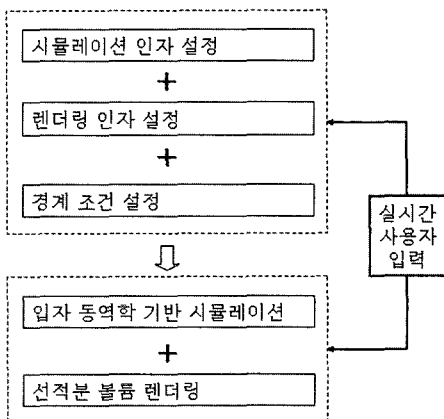 시뮬레이션 인자 설정
+
렌더링 인자 설정
+
경계 조건 설정
실시간
사용자
입력
입자 동역학 기반 시뮬레이션
+
선적분 볼륨 렌더링